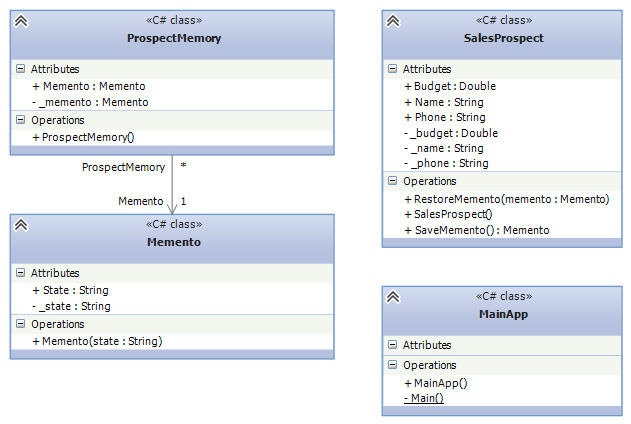 «C# class»
ProspectMemory
Attributes
+ Memento : Memento
- _memento : Memento
Operations
+ ProspectMemory()
ProspectMemory *
Memento 1
«C# class»
Memento
Attributes
+ State : String
- _state : String
Operations
+ Memento(state : String)
«C# class»
SalesProspect
Attributes
+ Budget : Double
+ Name : String
+ Phone : String
- _budget : Double
- _name : String
- _phone : String
Operations
+ RestoreMemento(memento : Memento)
+ SalesProspect()
+ SaveMemento() : Memento
«C# class»
MainApp
Attributes
Operations
+ MainApp()
- Main()